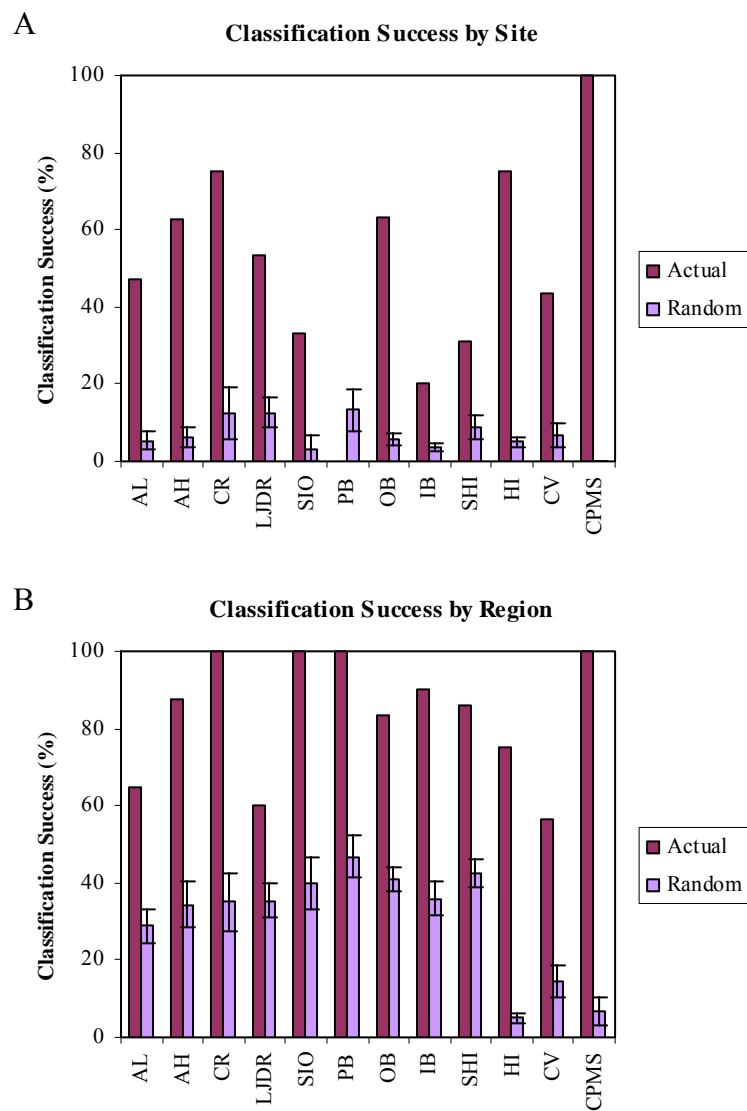 A
Classification Success by Site
Classification Success (%)
100
80
60
40
20
0
AL
AH
CR
LJDR
SIO
PB
OB
IB
SHI
HI
CV
CPMS
Actual
Random
B
Classification Success by Region
Classification Success (%)
100
80
60
40
20
0
AL
AH
CR
LJDR
SIO
PB
OB
IB
SHI
HI
CV
CPMS
Actual
Random